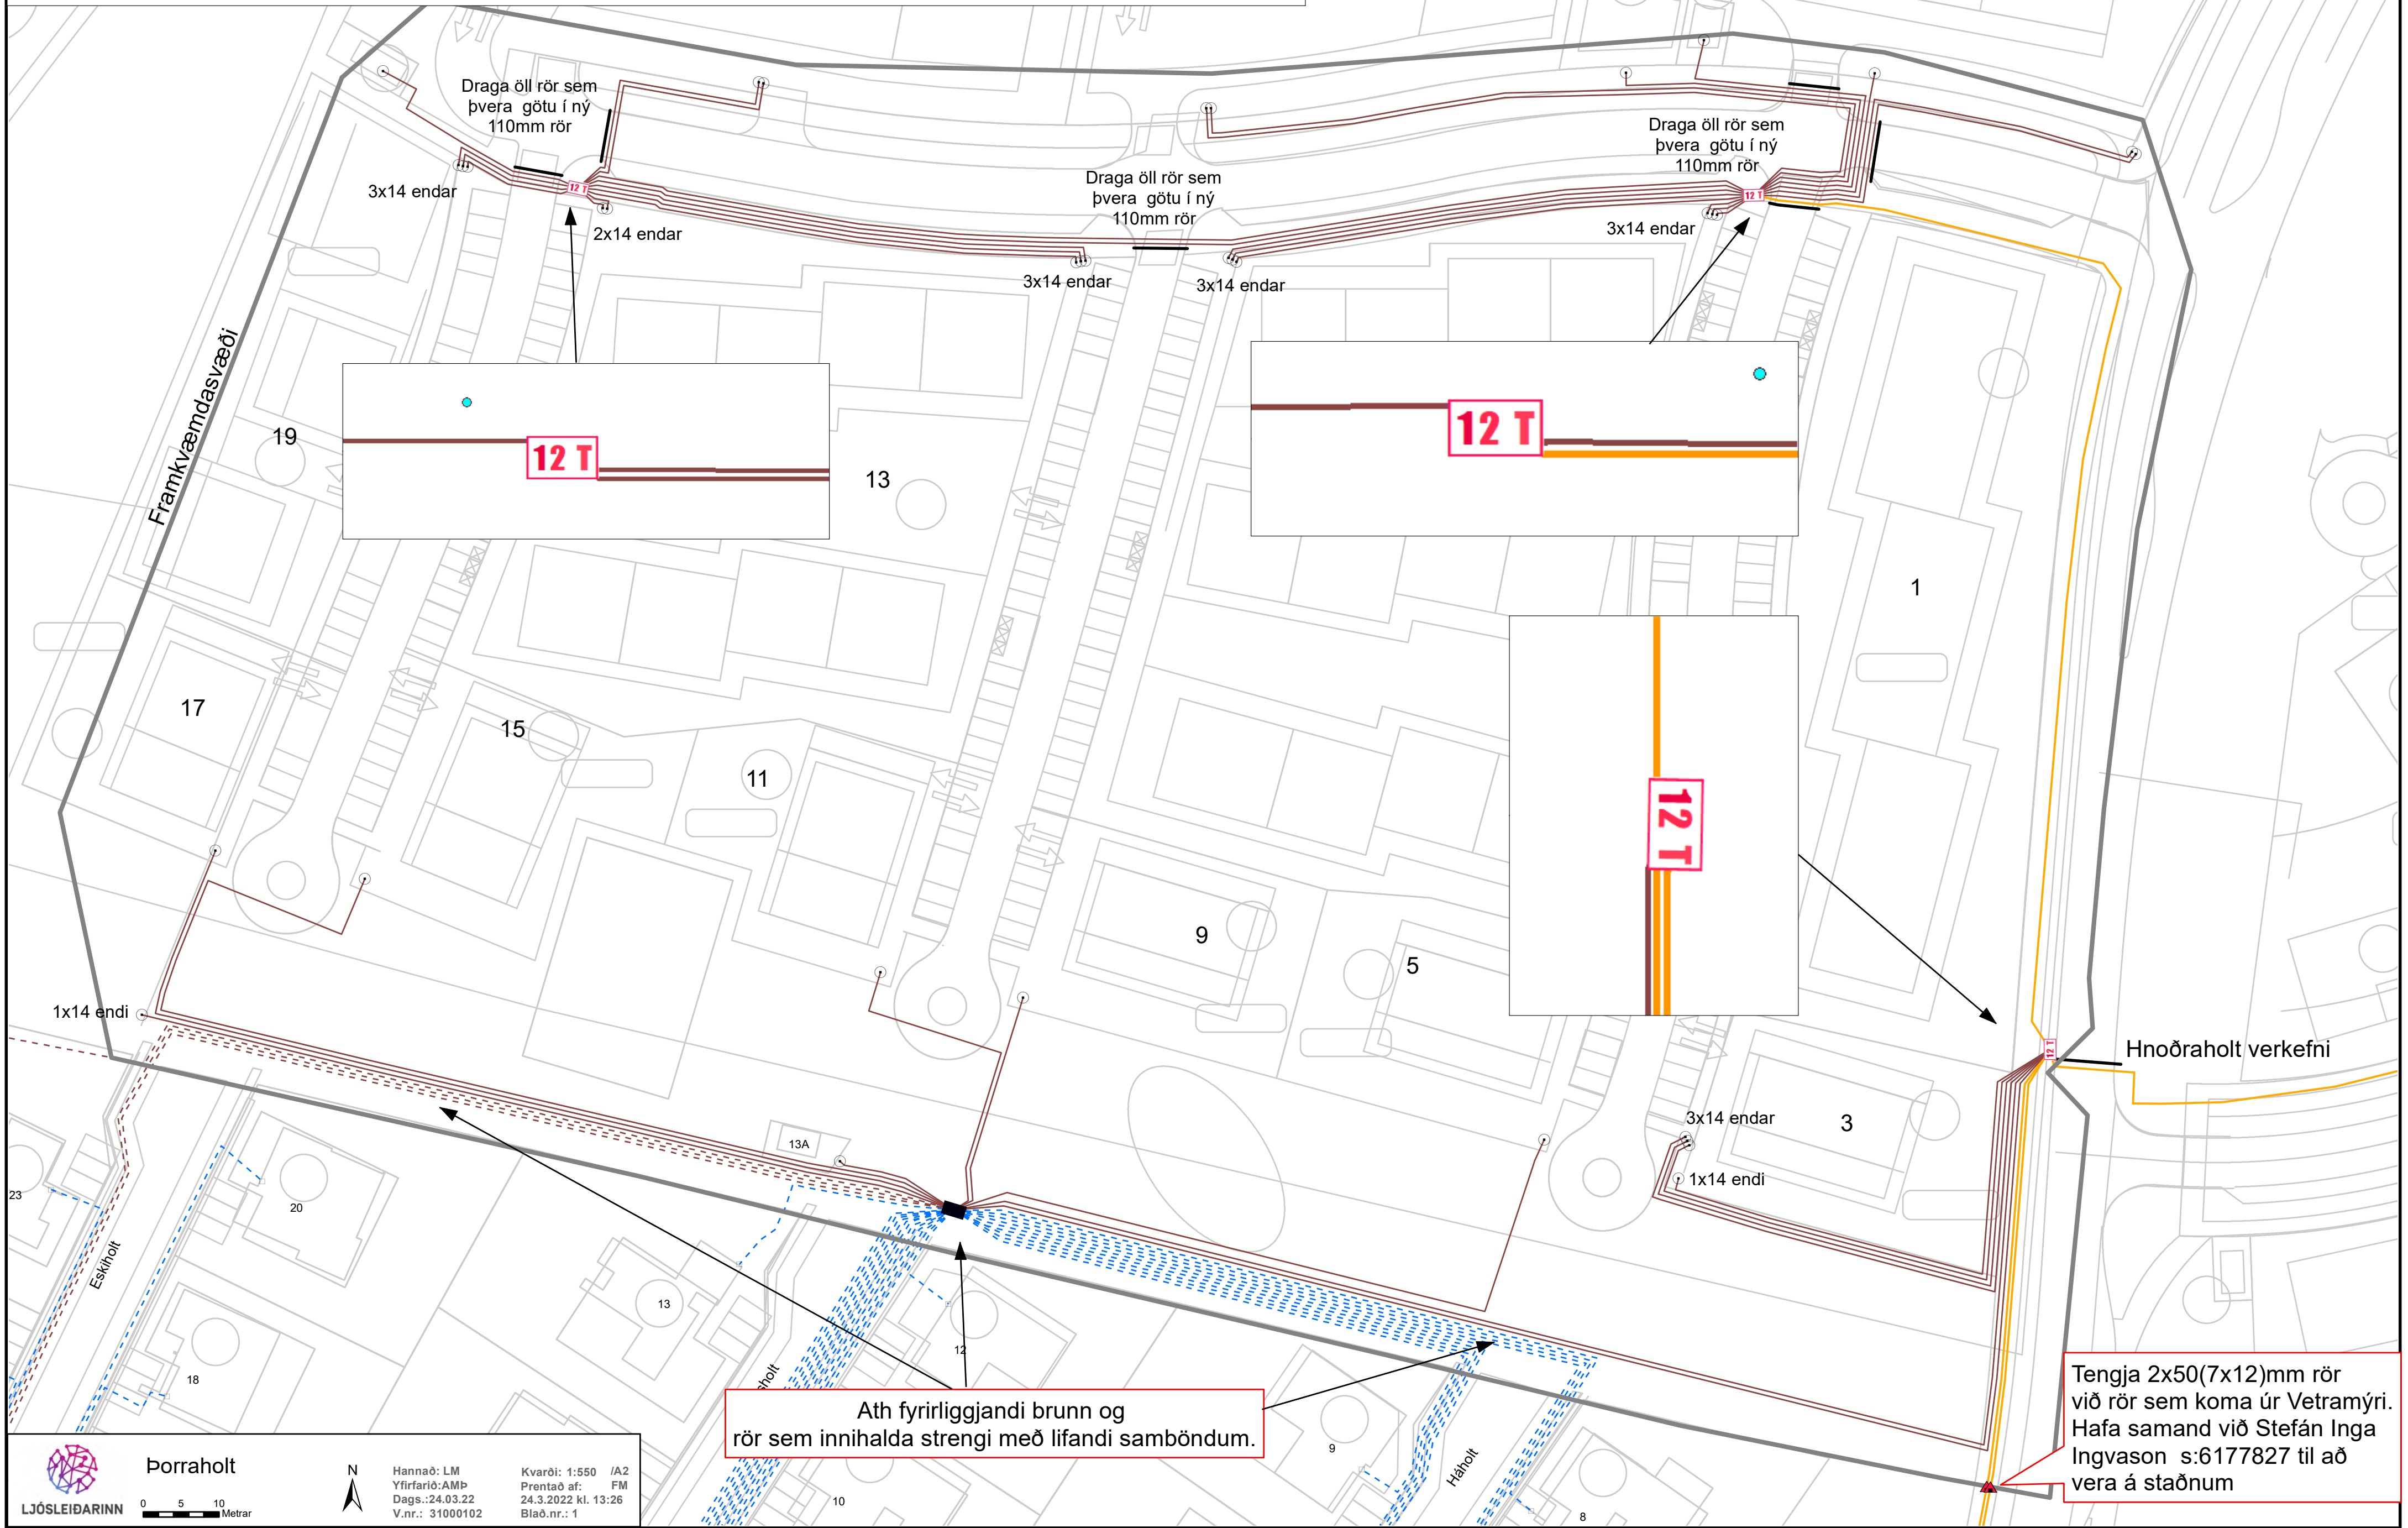 Draga öll rör sem
þvera götu í ný
110mm rör
Draga öll rör sem
þvera götu í ný
110mm rör
Draga öll rör sem
þvera götu í ný
110mm rör
3x14 endar
12 T
2x14 endar
3x14 endar
3x14 endar
3x14 endar
12 T
Framkvæmdasvæði
12 T
12 T
12 T
19
13
1
17
15
11
9
5
3
1x14 endi
12 T
Hnoðraholt verkefni
3x14 endar
1x14 endi
13A
23
20
Eskiholt
13
18
12
sholt
10
9
Háholt
8
Ath fyrirliggjandi brunn og
rör sem innihalda strengi með lifandi samböndum.
Tengja 2x50(7x12)mm rör
við rör sem koma úr Vetramýri.
Hafa samand við Stefán Inga
Ingvason s:6177827 til að
vera á staðnum
LJÓSLEIÐARINN
Þorraholt
0 5 10
Metrar
N
Hannað: LM
Yfirfarið:AMÞ
Dags.:24.03.22
V.nr.: 31000102
Kvarði: 1:550 /A2
Prentað af: FM
24.3.2022 kl. 13:26
Blað.nr.: 1